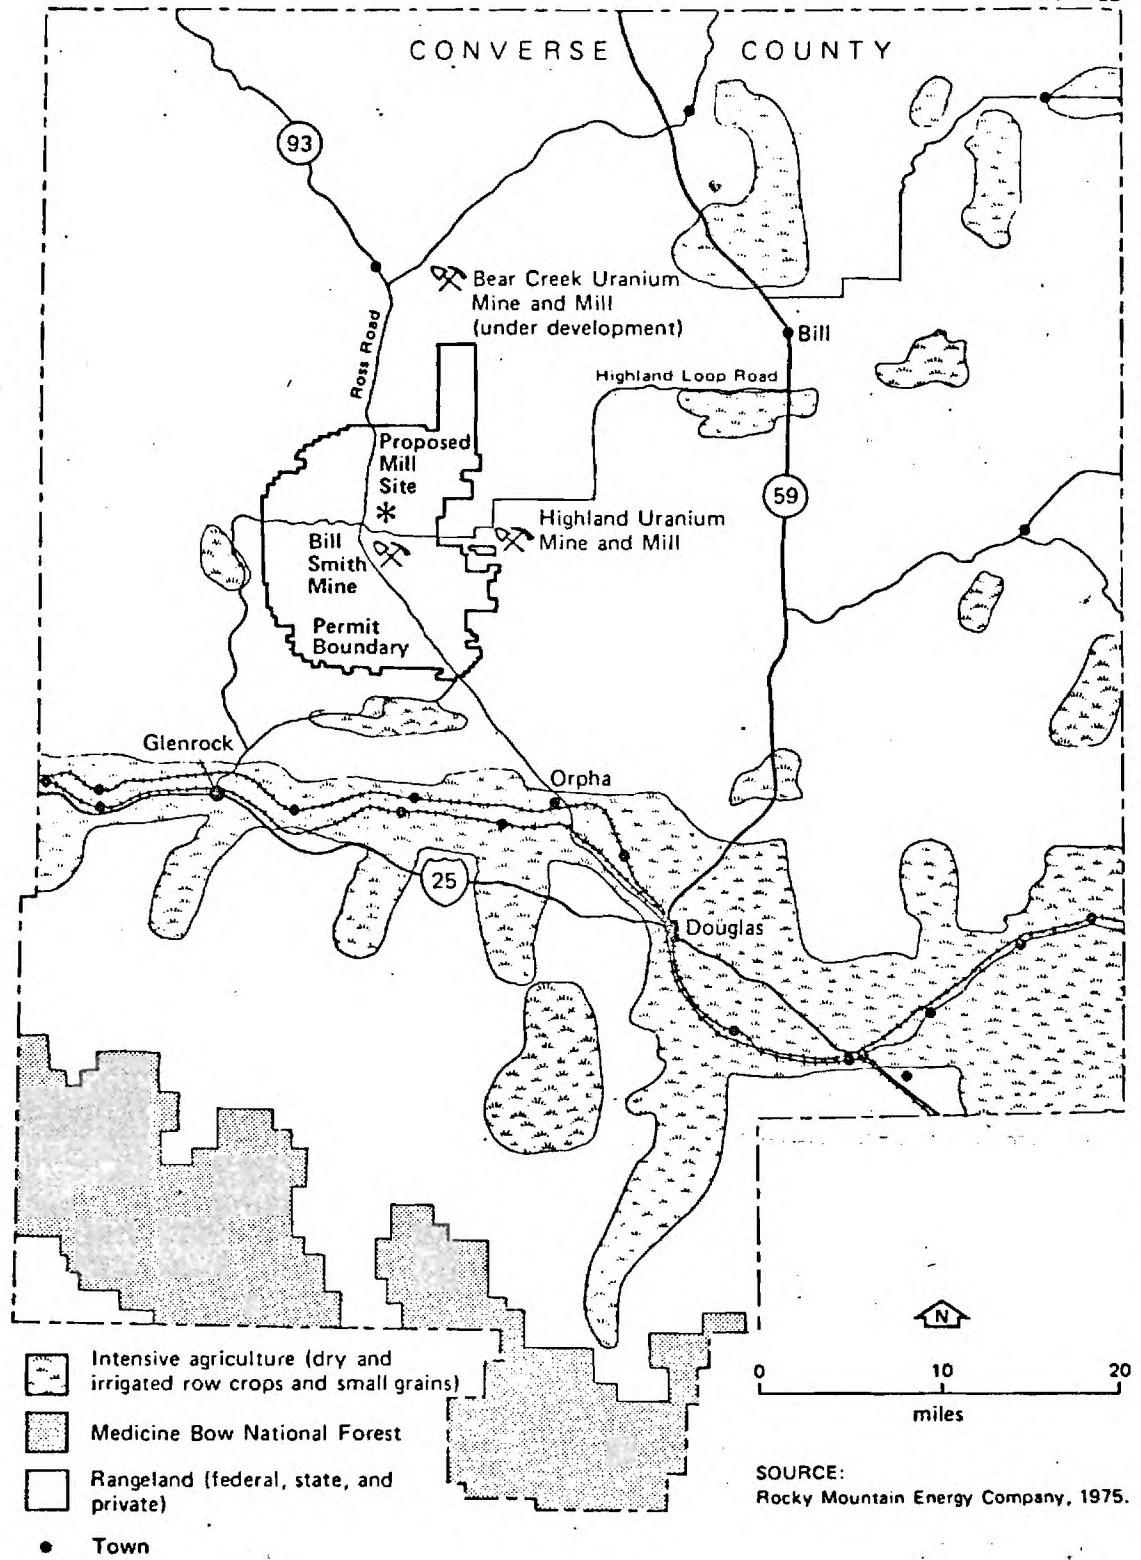 CONVERSE COUNTY
93
Bear Creek Uranium
Mine and Mill
(under development)
Ross Road
Bill
Highland Loop Road
Proposed
Mill
Site
59
Highland Uranium
Mine and Mill
Bill
Smith
Mine
Permit
Boundary
Glenrock
Orpha
25
Douglas
N
Intensive agriculture (dry and
irrigated row crops and small grains)
Medicine Bow National Forest
Rangeland (federal, state, and
private)
Town
0 10 20
miles
SOURCE:
Rocky Mountain Energy Company, 1975.